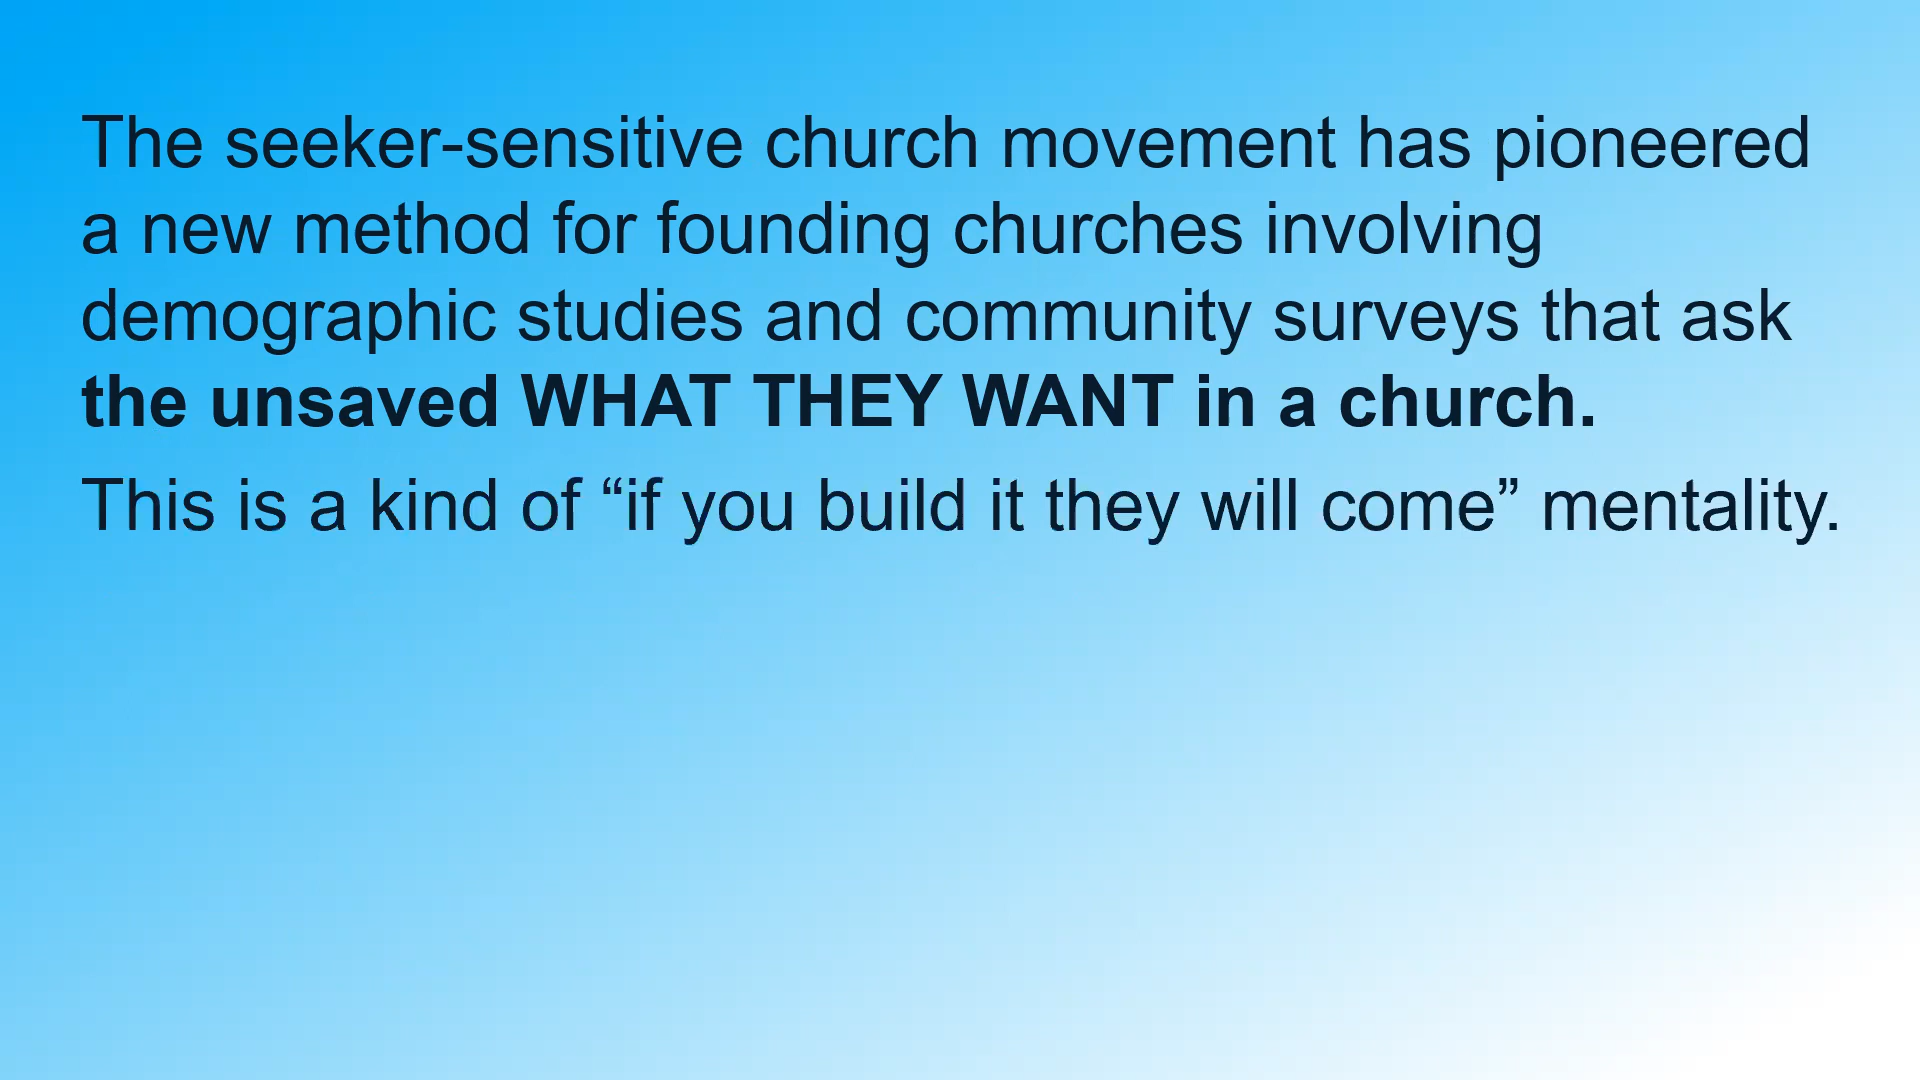 The seeker-sensitive church movement has pioneered
a new method for founding churches involving
demographic studies and community surveys that ask
the unsaved WHAT THEY WANT in a church.
This is a kind of “if you build it they will come” mentality.